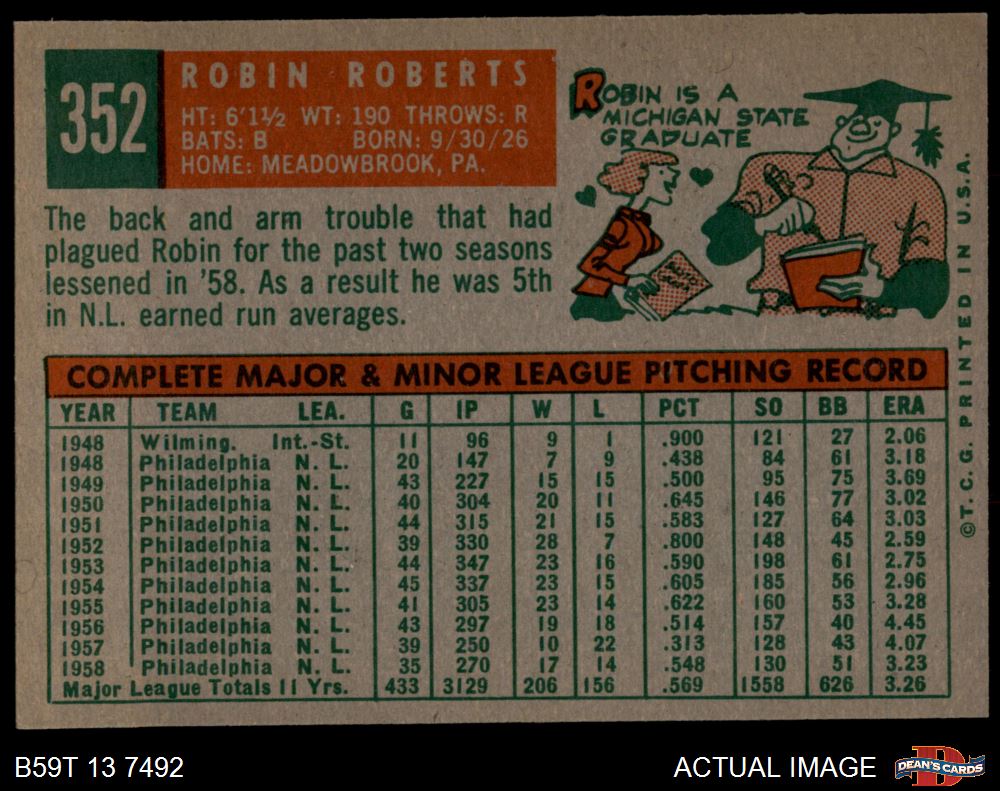 352
ROBIN ROBERTS
HT: 6'1½ WT: 190 THROWS: R
BATS: B BORN: 9/30/26
HOME: MEADOWBROOK, PA.
ROBIN IS A
MICHIGAN STATE
GRADUATE
The back and arm trouble that had
plagued Robin for the past two seasons
lessened in '58. As a result he was 5th
in N.L. earned run averages.
COMPLETE MAJOR & MINOR LEAGUE PITCHING RECORD
YEAR TEAM LEA. G IP W L PCT SO BB ERA
1948 Wilming. Int.-St. 11 96 9 1 .900 121 27 2.06
1948 Philadelphia N. L. 20 147 7 9 .438 84 61 3.18
1949 Philadelphia N. L. 43 227 15 15 .500 95 75 3.69
1950 Philadelphia N. L. 40 304 20 11 .645 146 77 3.02
1951 Philadelphia N. L. 44 315 21 15 .583 127 64 3.03
1952 Philadelphia N. L. 39 330 28 7 .800 148 45 2.59
1953 Philadelphia N. L. 44 347 23 16 .590 198 61 2.75
1954 Philadelphia N. L. 45 337 23 15 .605 185 56 2.96
1955 Philadelphia N. L. 41 305 23 14 .622 160 53 3.28
1956 Philadelphia N. L. 43 297 19 18 .514 157 40 4.45
1957 Philadelphia N. L. 39 250 10 22 .313 128 43 4.07
1958 Philadelphia N. L. 35 270 17 14 .548 130 51 3.23
Major League Totals 11 Yrs. 433 3129 206 156 .569 1558 626 3.26
©T.C.G. PRINTED IN U.S.A.
B59T 13 7492
ACTUAL IMAGE
DEAN'S CARDS